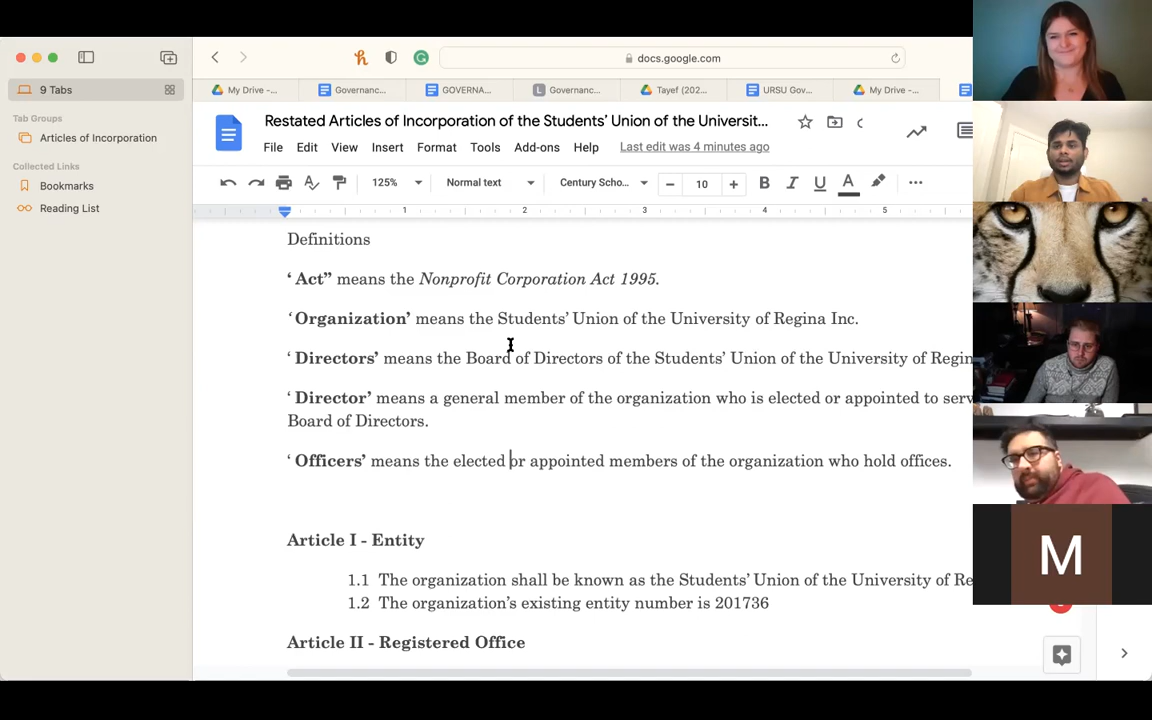 docs.google.com
9 Tabs
Tab Groups
Articles of Incorporation
Collected Links
Bookmarks
Reading List
My Drive -... Governanc... GOVERNA... L Governanc... Tayef (202... URSU Gov... My Drive -...
Restated Articles of Incorporation of the Students' Union of the Universit...
File Edit View Insert Format Tools Add-ons Help Last edit was 4 minutes ago
125% Normal text Century Scho... − 10 + B I U A ...
1 2 3 4 5
Definitions
‘ Act” means the Nonprofit Corporation Act 1995.
‘Organization’ means the Students’ Union of the University of Regina Inc.
‘ Directors’ means the Board of Directors of the Students’ Union of the University of Regin
‘ Director’ means a general member of the organization who is elected or appointed to serv
Board of Directors.
‘ Officers’ means the elected or appointed members of the organization who hold offices.
Article I - Entity
1.1 The organization shall be known as the Students’ Union of the University of Re
1.2 The organization’s existing entity number is 201736
Article II - Registered Office
M